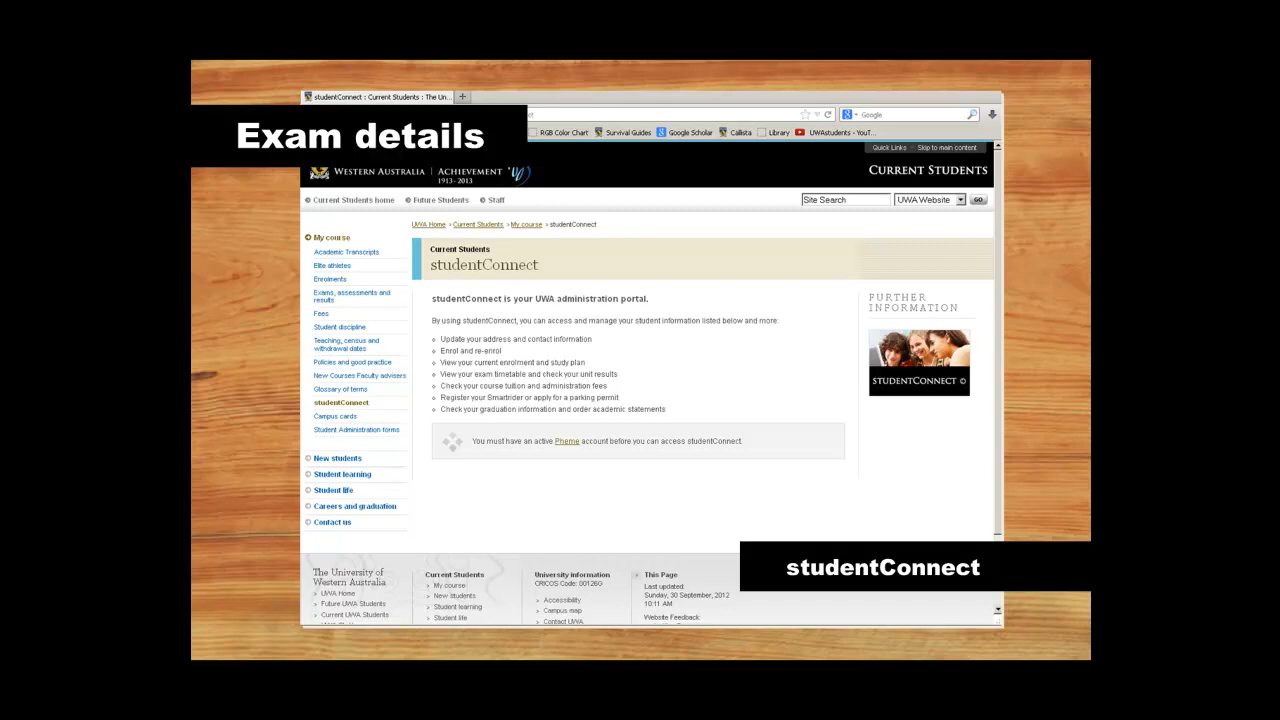 studentConnect : Current Students : The Un...
Exam details
Google
RGB Color Chart
Survival Guides
Google Scholar
Callista
Library
UWAstudents - YouT...
Quick Links
Skip to main content
WESTERN AUSTRALIA
ACHIEVEMENT
1913-2013
CURRENT STUDENTS
Current Students home
Future Students
Staff
Site Search
UWA Website
GO
UWA Home > Current Students > My course > studentConnect
My course
Academic Transcripts
Elite athletes
Enrolments
Exams, assessments and
results
Fees
Student discipline
Teaching, census and
withdrawal dates
Policies and good practice
New Courses Faculty advisers
Glossary of terms
studentConnect
Campus cards
Student Administration forms
New students
Student learning
Student life
Careers and graduation
Contact us
Current Students
studentConnect
studentConnect is your UWA administration portal.
By using studentConnect, you can access and manage your student information listed below and more:
Update your address and contact information
Enrol and re-enrol
View your current enrolment and study plan
View your exam timetable and check your unit results
Check your course tuition and administration fees
Register your Smartrider or apply for a parking permit
Check your graduation information and order academic statements
You must have an active Pheme account before you can access studentConnect.
FURTHER
INFORMATION
STUDENTCONNECT ©
studentConnect
The University of
Western Australia
UWA Home
Future UWA Students
Current UWA Students
Current Students
My course
New students
Student learning
Student life
University information
CRICOS Code: 00126G
Accessibility
Campus map
Contact UWA
This Page
Last updated:
Sunday, 30 September, 2012
10:11 AM
Website Feedback: